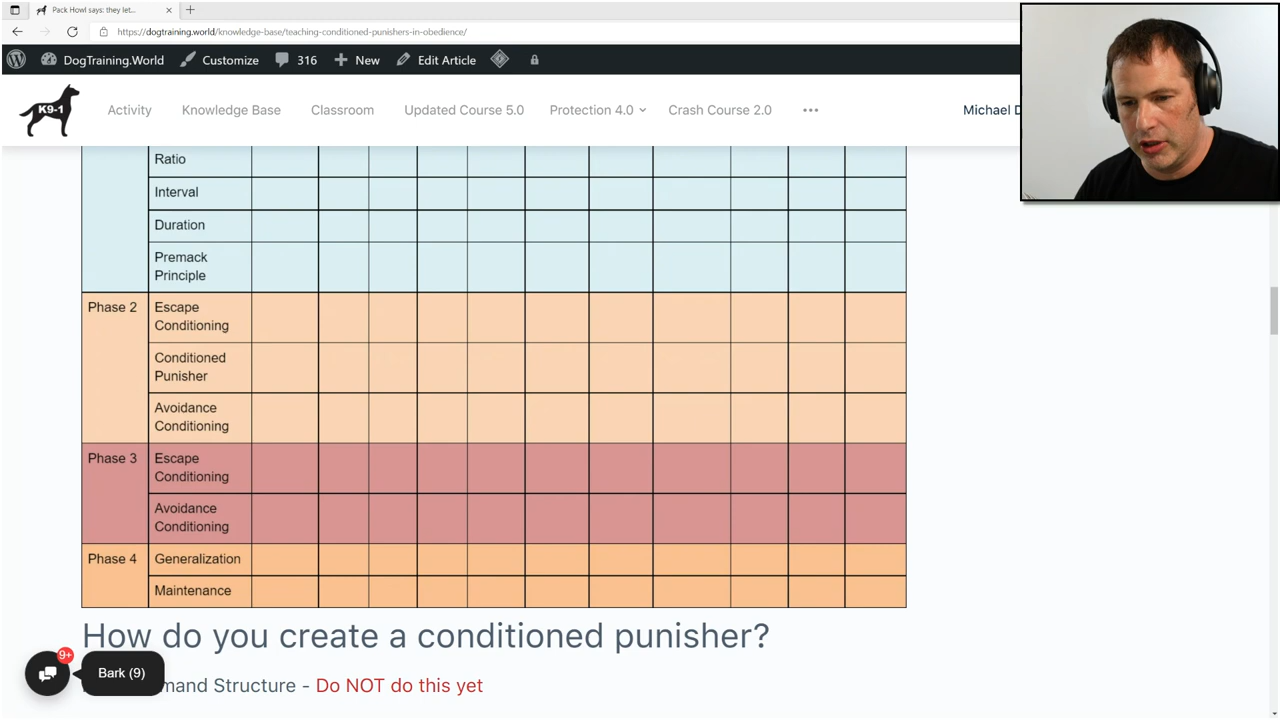 Pack Howl says: they let...
https://dogtraining.world/knowledge-base/teaching-conditioned-punishers-in-obedience/
DogTraining.World
Customize
316
New
Edit Article
K9-1
Activity
Knowledge Base
Classroom
Updated Course 5.0
Protection 4.0
Crash Course 2.0
Michael D
Ratio
Interval
Duration
Premack
Principle
Phase 2
Escape
Conditioning
Conditioned
Punisher
Avoidance
Conditioning
Phase 3
Escape
Conditioning
Avoidance
Conditioning
Phase 4
Generalization
Maintenance
How do you create a conditioned punisher?
9+
Bark (9)
mand Structure - Do NOT do this yet